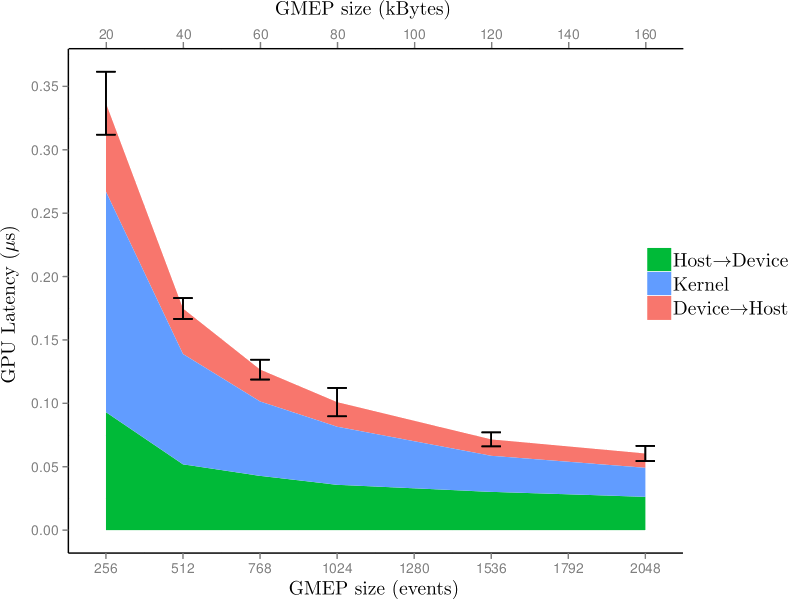 GMEP size (kBytes)
20 40 60 80 100 120 140 160
GPU Latency (μs)
0.35
0.30
0.25
0.20
0.15
0.10
0.05
0.00
Host→Device
Kernel
Device→Host
256 512 768 1024 1280 1536 1792 2048
GMEP size (events)